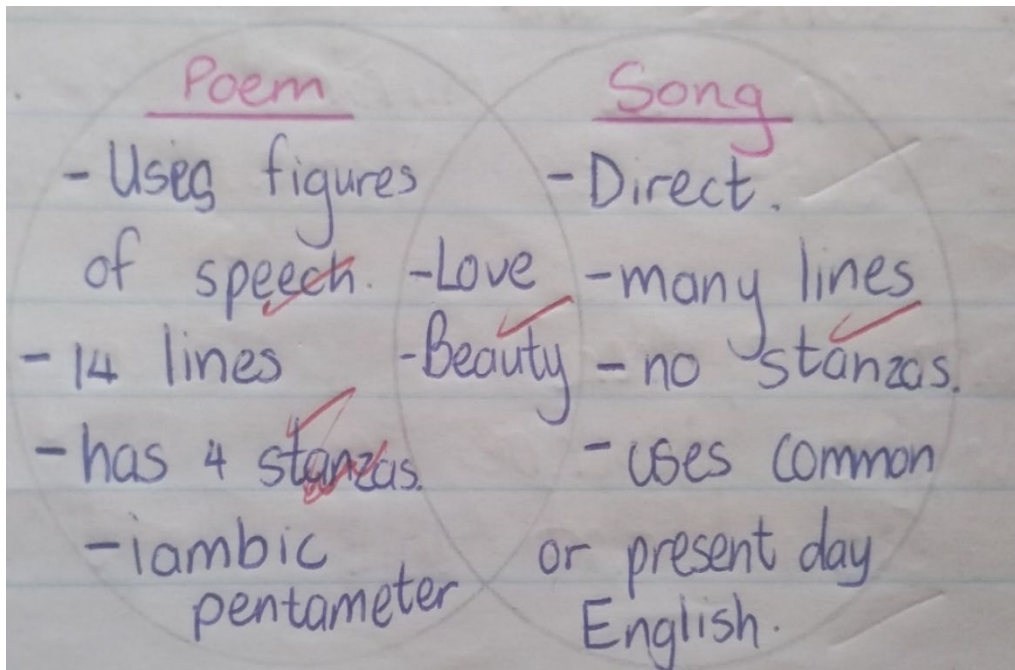 Poem
- Uses figures
of speech.
- 14 lines
- has 4 stanzas.
- iambic
pentameter
- Love
- Beauty
Song
- Direct.
- many lines
- no stanzas.
- uses common
or present day
English.